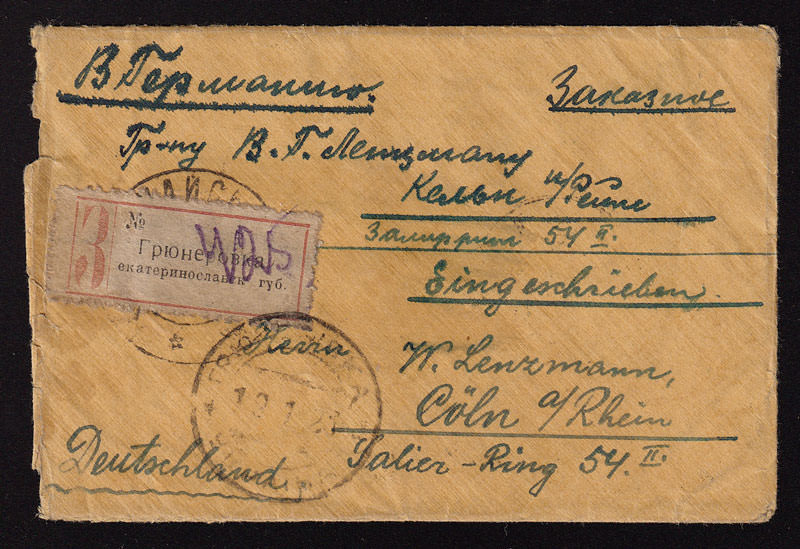 В Германию.
Заказное
Гр-ну В. Г. Ленцману
Кельн н/Рейне
54 II.
З
№
Грюнеровка
екатеринославск губ.
Eingeschrieben.
Herrn
W. Lenzmann,
Cöln a/Rhein
Salier-Ring 54. II.
Deutschland.